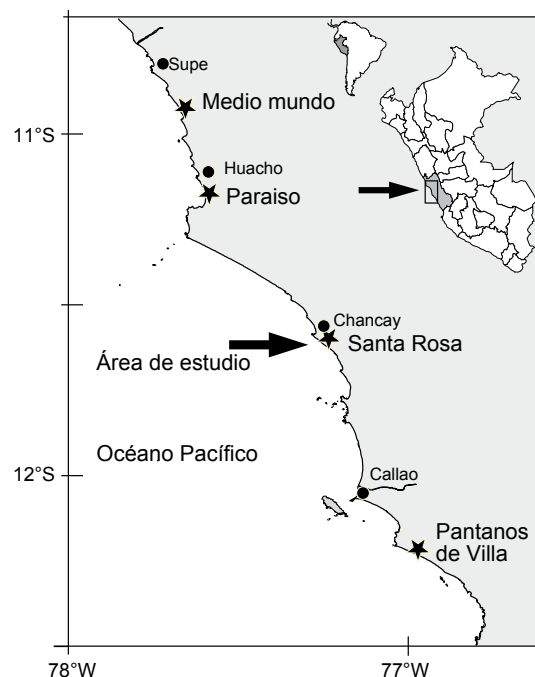 Supe
Medio mundo
11°S
Huacho
Paraiso
Chancay
Santa Rosa
Área de estudio
Océano Pacífico
12°S
Callao
Pantanos
de Villa
78°W
77°W